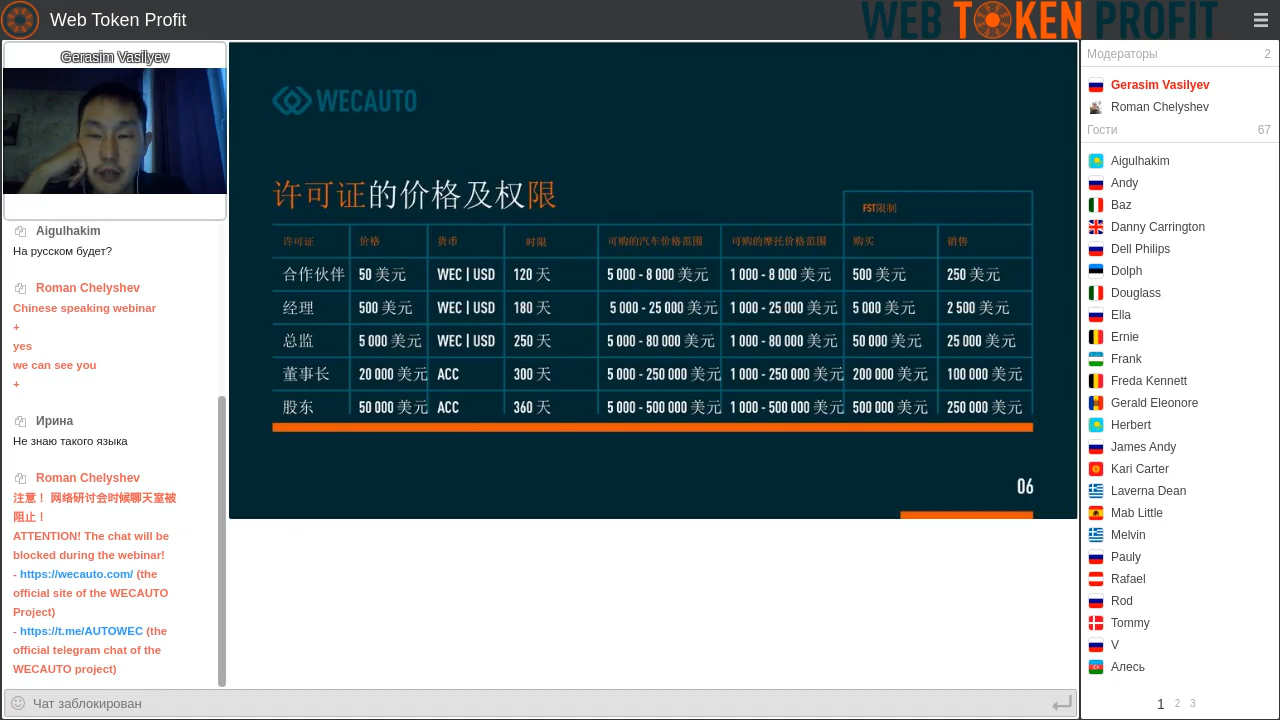 Web Token Profit
WEB TOKEN PROFIT
Gerasim Vasilyev
Aigulhakim
На русском будет?
Roman Chelyshev
Chinese speaking webinar
+
yes
we can see you
+
Ирина
Не знаю такого языка
Roman Chelyshev
注意！ 网络研讨会时候聊天室被
阻止！
ATTENTION! The chat will be
blocked during the webinar!
- https://wecauto.com/ (the
official site of the WECAUTO
Project)
- https://t.me/AUTOWEC (the
official telegram chat of the
WECAUTO project)
Чат заблокирован
WECAUTO
许可证的价格及权限
FST限制
许可证 价格 货币 时限 可购的汽车价格范围 可购的摩托价格范围 购买 销售
合作伙伴 50 美元 WEC | USD 120 天 5 000 - 8 000 美元 1 000 - 8 000 美元 500 美元 250 美元
经理 500 美元 WEC | USD 180 天 5 000 - 25 000 美元 1 000 - 25 000 美元 5 000 美元 2 500 美元
总监 5 000 美元 WEC | USD 250 天 5 000 - 80 000 美元 1 000 - 80 000 美元 50 000 美元 25 000 美元
董事长 20 000 美元 ACC 300 天 5 000 - 250 000 美元 1 000 - 250 000 美元 200 000 美元 100 000 美元
股东 50 000 美元 ACC 360 天 5 000 - 500 000 美元 1 000 - 500 000 美元 500 000 美元 250 000 美元
06
Модераторы 2
Gerasim Vasilyev
Roman Chelyshev
Гости 67
Aigulhakim
Andy
Baz
Danny Carrington
Dell Philips
Dolph
Douglass
Ella
Ernie
Frank
Freda Kennett
Gerald Eleonore
Herbert
James Andy
Kari Carter
Laverna Dean
Mab Little
Melvin
Pauly
Rafael
Rod
Tommy
V
Алесь
1 2 3